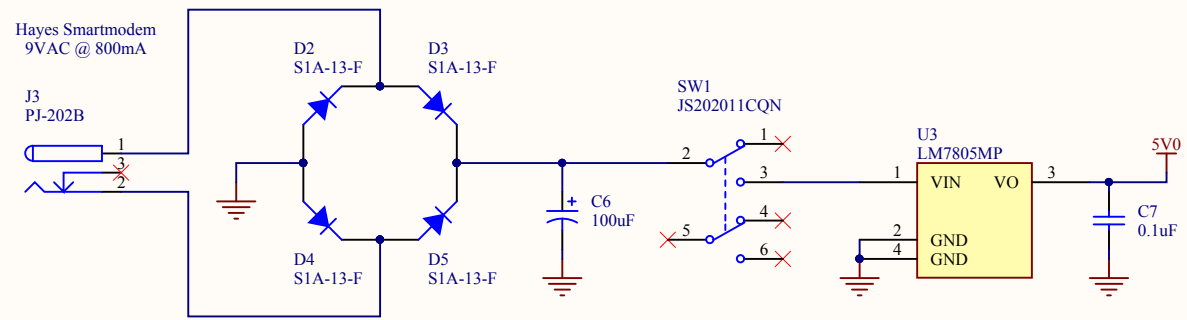 Hayes Smartmodem
9VAC @ 800mA
J3
PJ-202B
1
3
2
D2
S1A-13-F
D3
S1A-13-F
D4
S1A-13-F
D5
S1A-13-F
C6
100uF
SW1
JS202011CQN
2
1
3
4
5
6
U3
LM7805MP
1
VIN
VO
3
2
GND
4
GND
5V0
C7
0.1uF